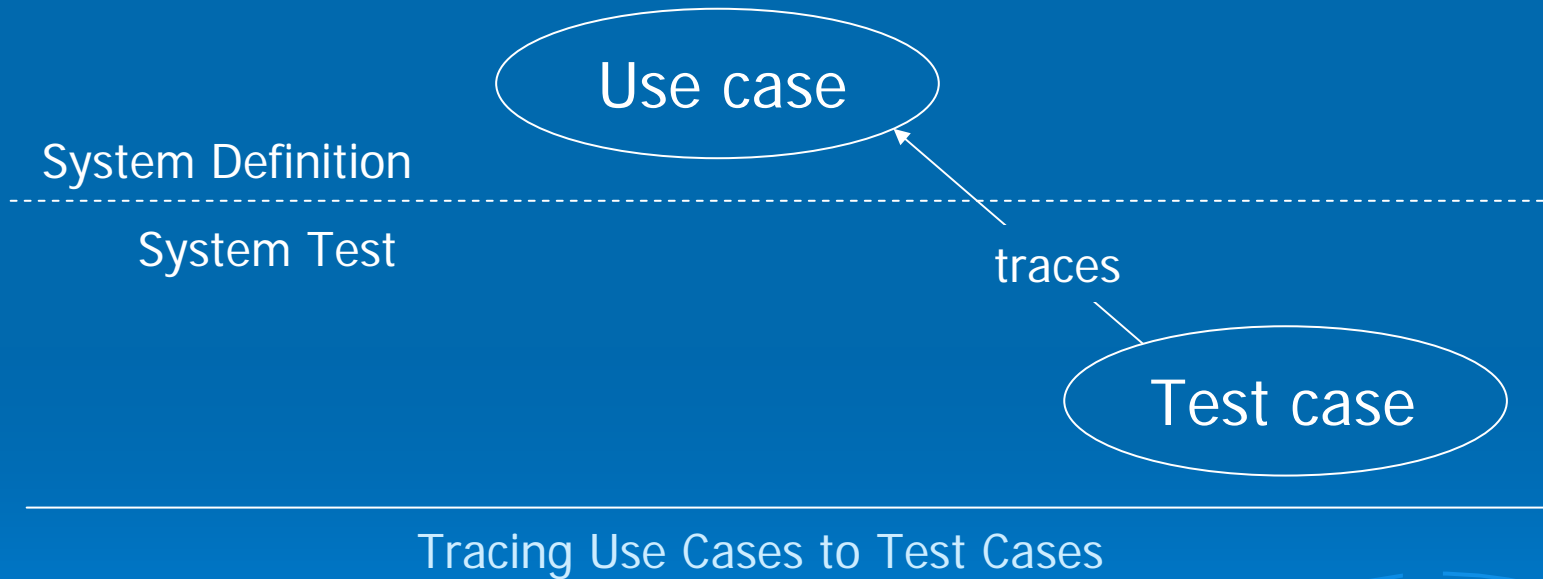 Use case
System Definition
System Test
traces
Test case
Tracing Use Cases to Test Cases